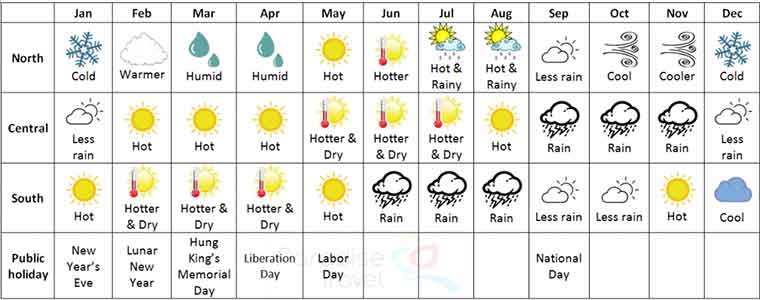 Jan Feb Mar Apr May Jun Jul Aug Sep Oct Nov Dec
North Cold Warmer Humid Humid Hot Hotter Hot & Rainy Hot & Rainy Less rain Cool Cooler Cold
Central Less rain Hot Hot Hot Hotter & Dry Hotter & Dry Hotter & Dry Hot Rain Rain Rain Less rain
South Hot Hotter & Dry Hotter & Dry Hotter & Dry Hot Rain Rain Rain Less rain Less rain Hot Cool
Public holiday New Year's Eve Lunar New Year Hung King's Memorial Day Liberation Day Labor Day National Day
Paradise
Travel